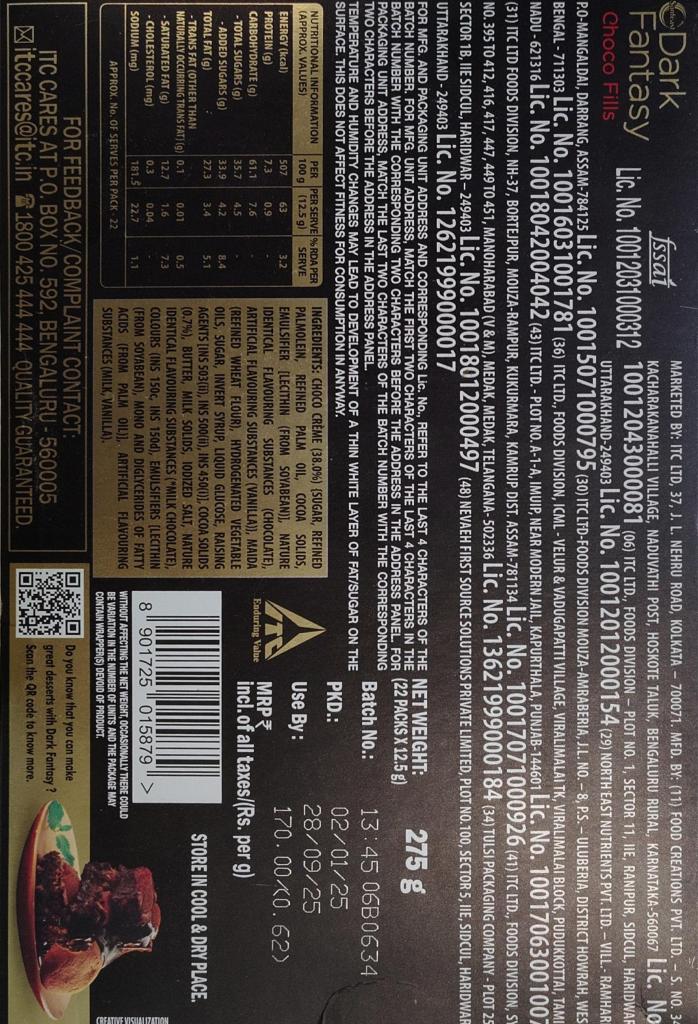 Sunfeast
Dark
Fantasy
Choco Fills
fssai
Lic. No. 10012031000312
MARKETED BY: ITC LTD, 37, J. L. NEHRU ROAD, KOLKATA – 700071. MFD. BY: (11) FOOD CREATIONS PVT. LTD. – S. NO. 34
KACHARAKANAHALLI VILLAGE, NADUVATHI POST, HOSKOTE TALUK, BENGALURU RURAL, KARNATAKA-560067 Lic. No
10012043000081 (06) ITC LTD., FOODS DIVISION – PLOT NO. 1, SECTOR 11, IIE, RANIPUR, SIDCUL, HARIDWAR
UTTARAKHAND-249403 Lic. No. 10012012000154 (29) NORTH EAST NUTRIENTS PVT. LTD – VILL.- RAMHAR
P.O-MANGALDAI, DARRANG, ASSAM-784125 Lic. No. 10015071000795 (30) ITC LTD-FOODS DIVISION MOUZA-AMRABERIA, J.L. NO. – 8, P.S. – ULUBERIA, DISTRICT HOWRAH, WES
BENGAL - 711303 Lic. No. 10016031001781 (36) ITC LTD., FOODS DIVISION, ICML - VELUR & VELUGAPATTI VILLAGE, VIRALIMALAI TK, VIRALIMALAI BLOCK, PUDUKKOTTAI, TAMI
NADU - 621316 Lic. No. 10018042004042 (43) ITC LTD. - PLOT NO. A-1-A, IMUP, NEAR MODERN JAIL, KAPURTHALA, PUNJAB-144601 Lic. No. 1001706300100
(31) ITC LTD FOODS DIVISION, NH-37, BORTEJPUR, MOUZA-RAMPUR, KUKURMARA, KAMRUP DIST. ASSAM-781134 Lic. No. 10017071000926 (41) ITC LTD., FOODS DIVISION, SY
NO. 395 TO 412, 416, 417, 447, 449 TO 451, MANOHARABAD (V & M), MEDAK, MEDAK, TELANGANA - 502336 Lic. No. 13621999000184 (34) TULSI PACKAGING COMPANY - PLOT 25
SECTOR 1B, IIE SIDCUL, HARIDWAR – 249403 Lic. No. 10018012000497 (48) NEVAEH FIRST SOURCE SOLUTIONS PRIVATE LIMITED, PLOT NO. 100, SECTOR 5, IIE, SIDCUL, HARIDWAR
UTTARAKHAND - 249403 Lic. No. 12621999000017
FOR MFG. AND PACKAGING UNIT ADDRESS AND CORRESPONDING Lic. No., REFER TO THE LAST 4 CHARACTERS OF THE
BATCH NUMBER. FOR MFG. UNIT ADDRESS, MATCH THE FIRST TWO CHARACTERS OF THE LAST 4 CHARACTERS IN THE
BATCH NUMBER WITH THE CORRESPONDING TWO CHARACTERS BEFORE THE ADDRESS IN THE ADDRESS PANEL. FOR
PACKAGING UNIT ADDRESS, MATCH THE LAST TWO CHARACTERS OF THE BATCH NUMBER WITH THE CORRESPONDING
TWO CHARACTERS BEFORE THE ADDRESS IN THE ADDRESS PANEL.
TEMPERATURE AND HUMIDITY CHANGES MAY LEAD TO DEVELOPMENT OF A THIN WHITE LAYER OF FAT/SUGAR ON THE
SURFACE. THIS DOES NOT AFFECT FITNESS FOR CONSUMPTION IN ANYWAY.
NET WEIGHT: 275 g
(22 PACKS X 12.5 g)
Batch No.: 13:45 06B0634
PKD.: 02/01/25
Use By: 28/09/25
MRP₹ 170.00/(0.62)
incl. of all taxes/(Rs. per g)
STORE IN COOL & DRY PLACE.
NUTRITIONAL INFORMATION (APPROX. VALUES) PER 100 g PER SERVE (12.5 g) % RDA PER SERVE
ENERGY (kcal) 507 63 3.2
PROTEIN (g) 7.3 0.9
CARBOHYDRATE (g) 61.1 7.6
- TOTAL SUGARS (g) 35.7 4.5
- ADDED SUGARS (g) 33.9 4.2 8.4
TOTAL FAT (g) 27.3 3.4 5.1
- TRANS FAT (OTHER THAN
NATURALLY OCCURRING TRANS FAT) (g) 0.1 0.01 0.5
- SATURATED FAT (g) 12.7 1.6 7.3
- CHOLESTEROL (mg) 0.3 0.04
SODIUM (mg) 181.5 22.7 1.1
APPROX. No. OF SERVES PER PACK - 22
INGREDIENTS: CHOCO CRÈME (38.0%) (SUGAR, REFINED
PALMOLEIN, REFINED PALM OIL, COCOA SOLIDS,
EMULSIFIER [LECITHIN (FROM SOYABEAN)], NATURE
IDENTICAL FLAVOURING SUBSTANCES (CHOCOLATE),
ARTIFICIAL FLAVOURING SUBSTANCES (VANILLA)), MAIDA
(REFINED WHEAT FLOUR), HYDROGENATED VEGETABLE
OILS, SUGAR, INVERT SYRUP, LIQUID GLUCOSE, RAISING
AGENTS [INS 503(ii), INS 500(ii), INS 450(i)], COCOA SOLIDS
(0.7%), BUTTER, MILK SOLIDS, IODIZED SALT, NATURE
IDENTICAL FLAVOURING SUBSTANCES (*MILK CHOCOLATE),
COLOURS (INS 150c, INS 150d), EMULSIFIERS [LECITHIN
(FROM SOYABEAN), MONO AND DIGLYCERIDES OF FATTY
ACIDS (FROM PALM OIL)], ARTIFICIAL FLAVOURING
SUBSTANCES (MILK, VANILLA).
ITC
Enduring Value
8 901725 015879 >
WITHOUT AFFECTING THE NET WEIGHT, OCCASIONALLY THERE COULD
BE VARIATION IN THE NUMBER OF UNITS AND THE PACKAGE MAY
CONTAIN WRAPPER(S) DEVOID OF PRODUCT.
FOR FEEDBACK/COMPLAINT CONTACT:
ITC CARES AT P.O. BOX NO. 592, BENGALURU - 560005
itccares@itc.in 1800 425 444 444 QUALITY GUARANTEED.
Do you know that you can make
great desserts with Dark Fantasy ?
Scan the QR code to know more.
CREATIVE VISUALIZATION